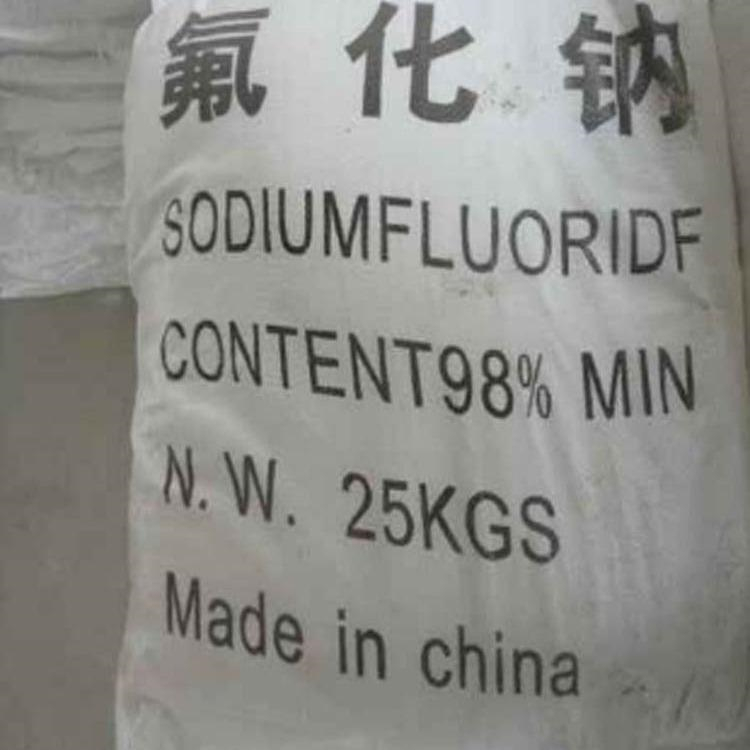 氟化钠
SODIUMFLUORIDF
CONTENT98% MIN
N.W. 25KGS
Made in china